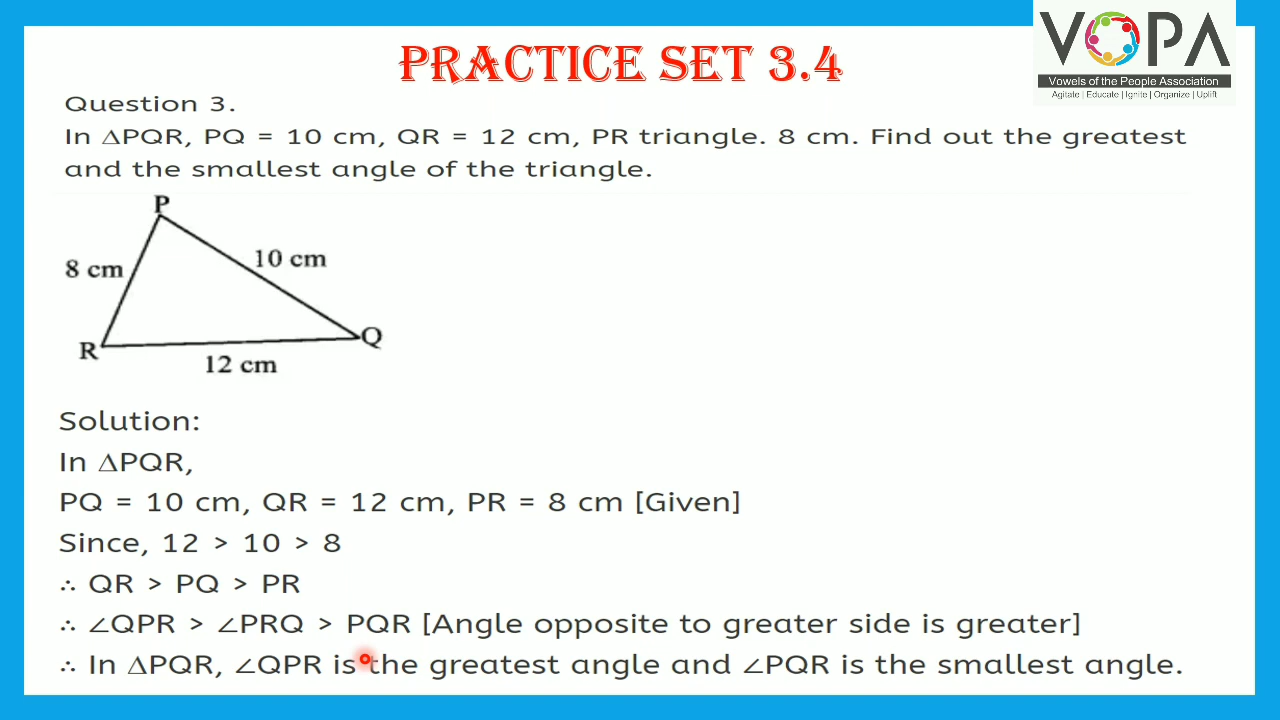 VOPA
Vowels of the People Association
Agitate | Educate | Ignite | Organize | Uplift
PRACTICE SET 3.4
Question 3.
In ∆PQR, PQ = 10 cm, QR = 12 cm, PR triangle. 8 cm. Find out the greatest
and the smallest angle of the triangle.
P
10 cm
8 cm
Q
R
12 cm
Solution:
In ∆PQR,
PQ = 10 cm, QR = 12 cm, PR = 8 cm [Given]
Since, 12 > 10 > 8
∴ QR > PQ > PR
∴ ∠QPR > ∠PRQ > PQR [Angle opposite to greater side is greater]
∴ In ∆PQR, ∠QPR is the greatest angle and ∠PQR is the smallest angle.